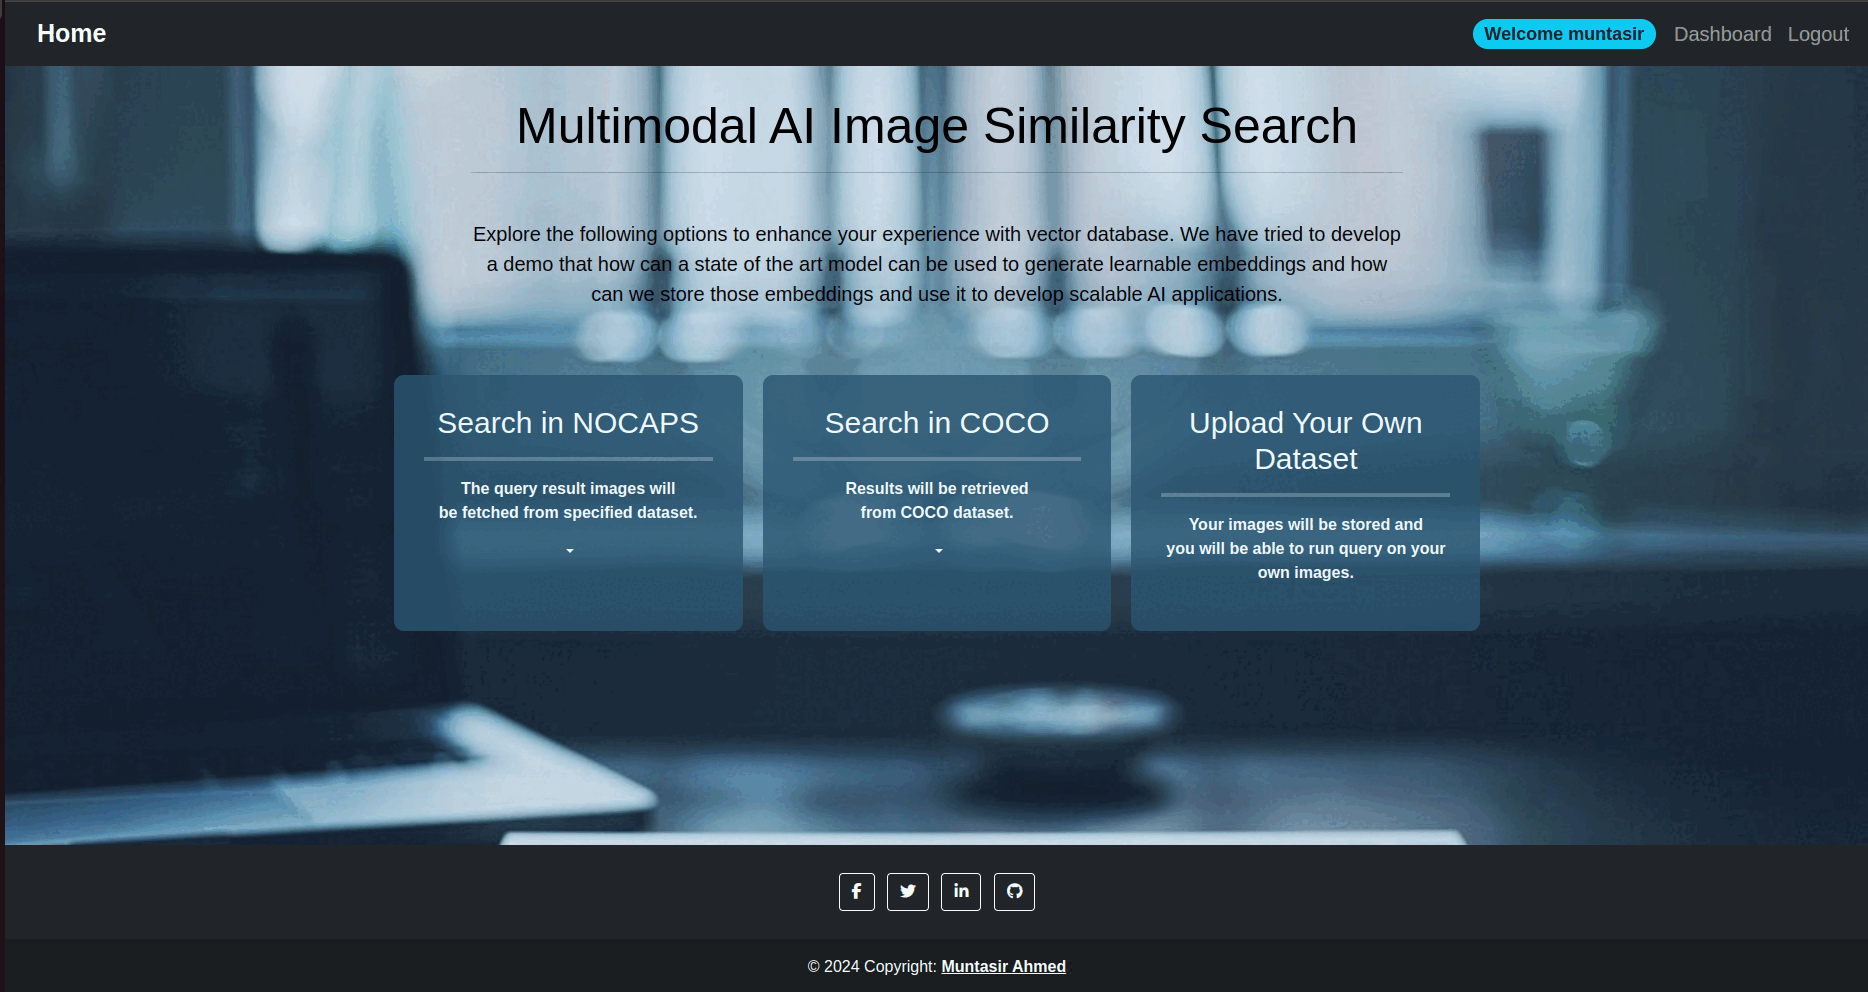 Home
Welcome muntasir
Dashboard
Logout
Multimodal AI Image Similarity Search
Explore the following options to enhance your experience with vector database. We have tried to develop
a demo that how can a state of the art model can be used to generate learnable embeddings and how
can we store those embeddings and use it to develop scalable AI applications.
Search in NOCAPS
The query result images will
be fetched from specified dataset.
Search in COCO
Results will be retrieved
from COCO dataset.
Upload Your Own
Dataset
Your images will be stored and
you will be able to run query on your
own images.
© 2024 Copyright: Muntasir Ahmed